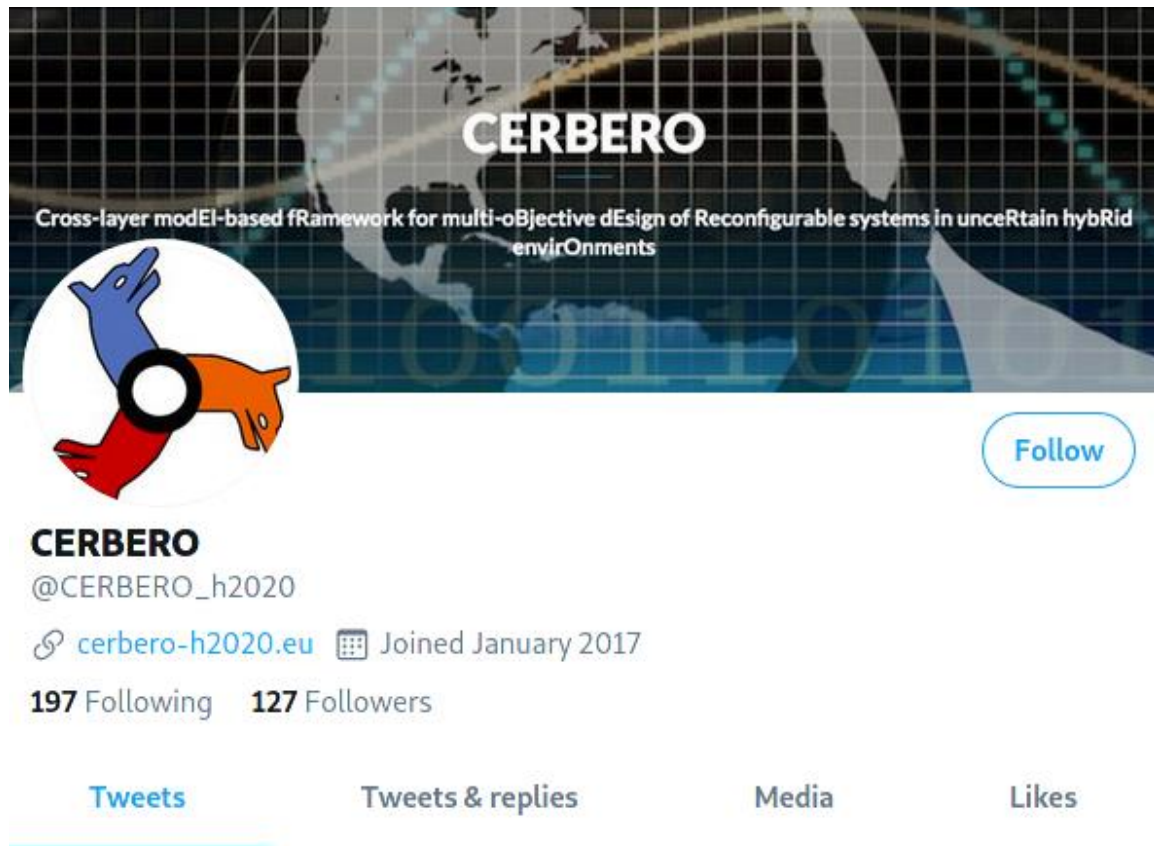 CERBERO
Cross-layer modEl-based fRamework for multi-oBjective dEsign of Reconfigurable systems in unceRtain hybRid
envirOnments
Follow
CERBERO
@CERBERO_h2020
cerbero-h2020.eu Joined January 2017
197 Following 127 Followers
Tweets Tweets & replies Media Likes